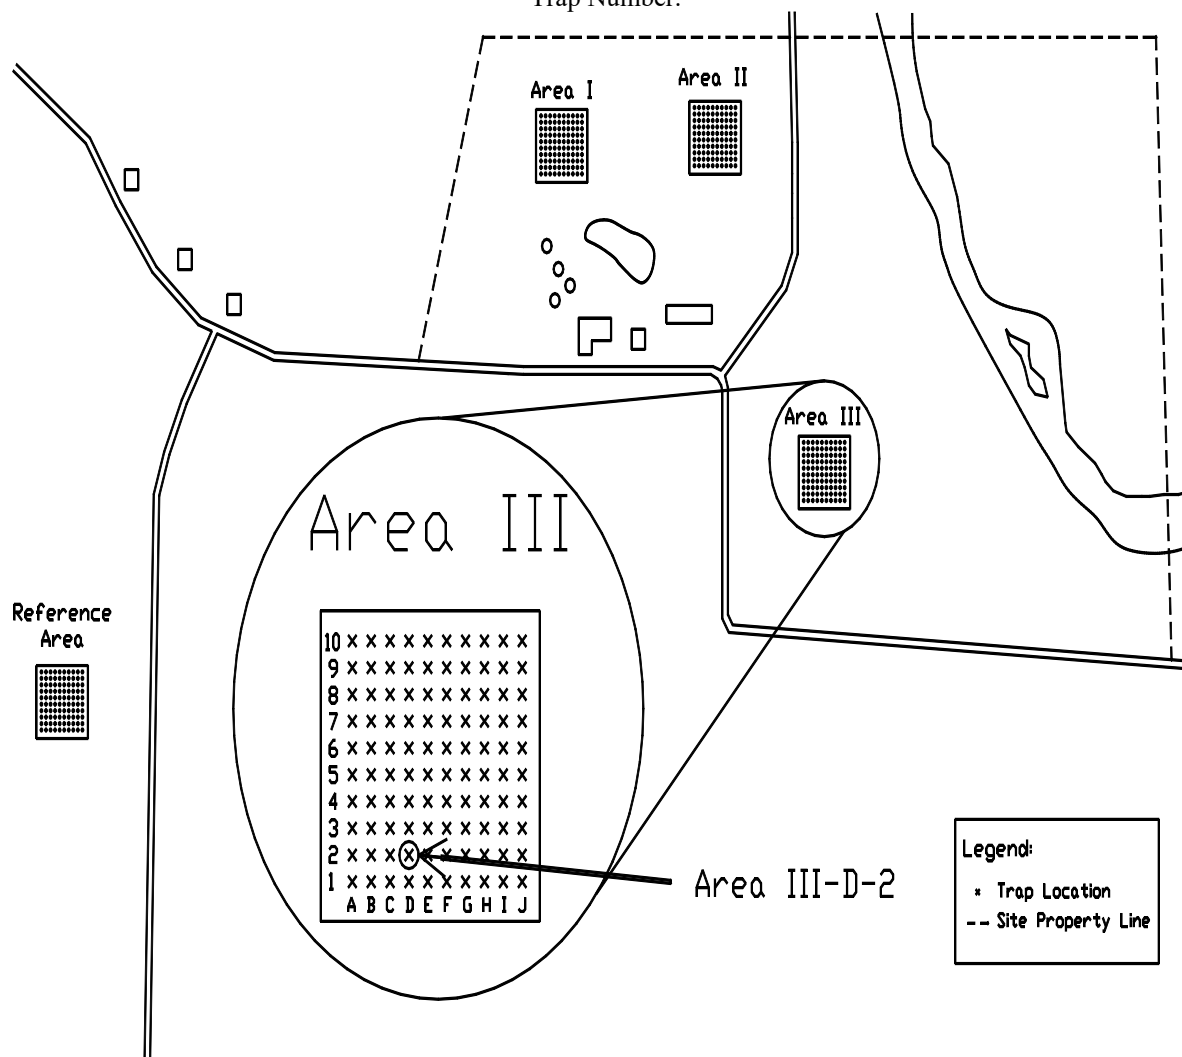 Trap Number.
Area I
Area II
Area III
Area III
Reference
Area
10
9
8
7
6
5
4
3
2
1
A B C D E F G H I J
Area III-D-2
Legend:
× Trap Location
-- Site Property Line